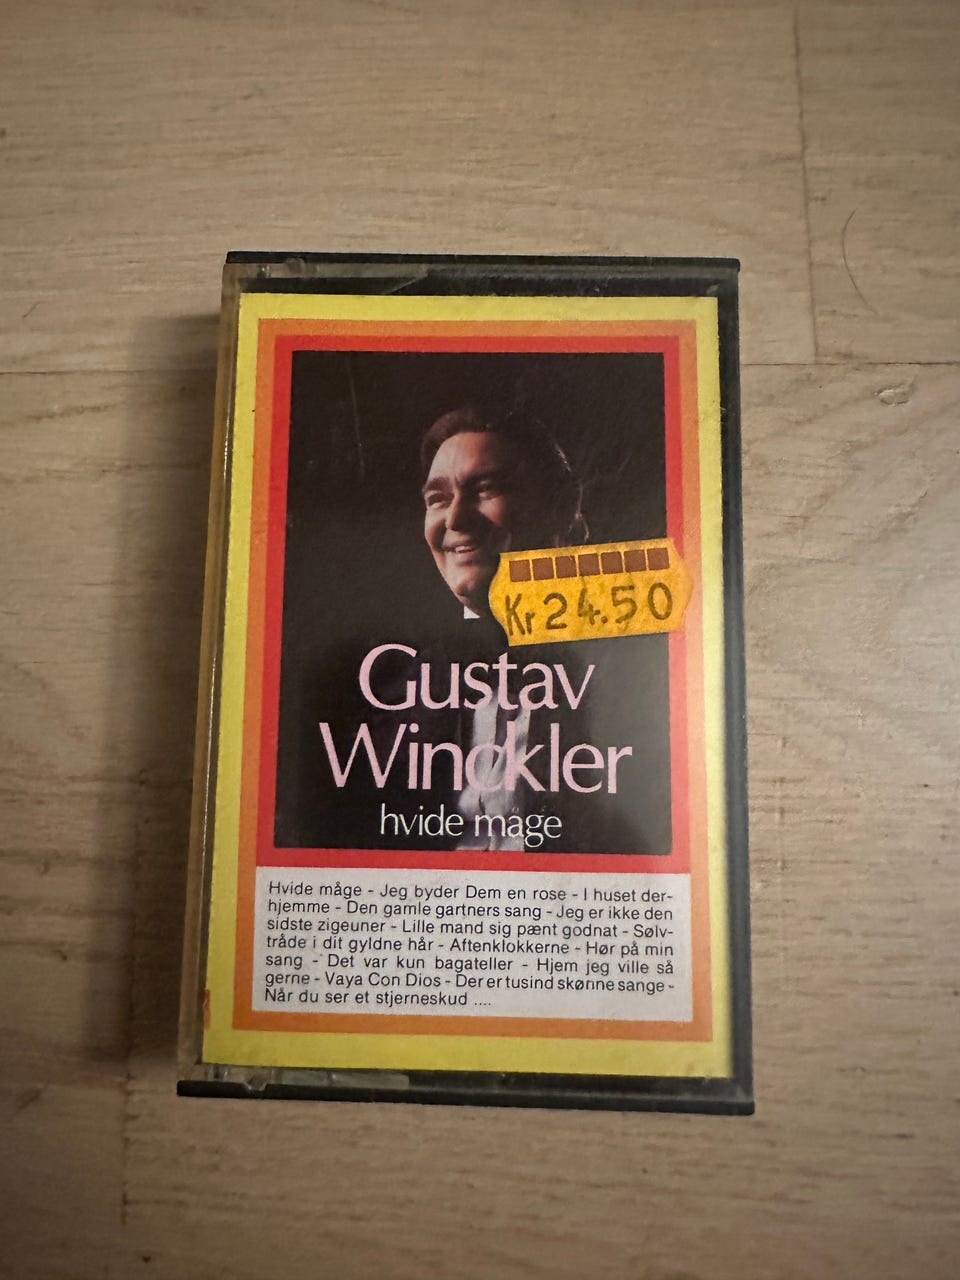 Kr 24.50
Gustav
Winckler
hvide måge
Hvide måge - Jeg byder Dem en rose - I huset der-
hjemme - Den gamle gartners sang - Jeg er ikke den
sidste zigeuner - Lille mand sig pænt godnat - Sølv-
tråde i dit gyldne hår - Aftenklokkerne - Hør på min
sang - Det var kun bagateller - Hjem jeg ville så
gerne - Vaya Con Dios - Der er tusind skønne sange -
Når du ser et stjerneskud ....